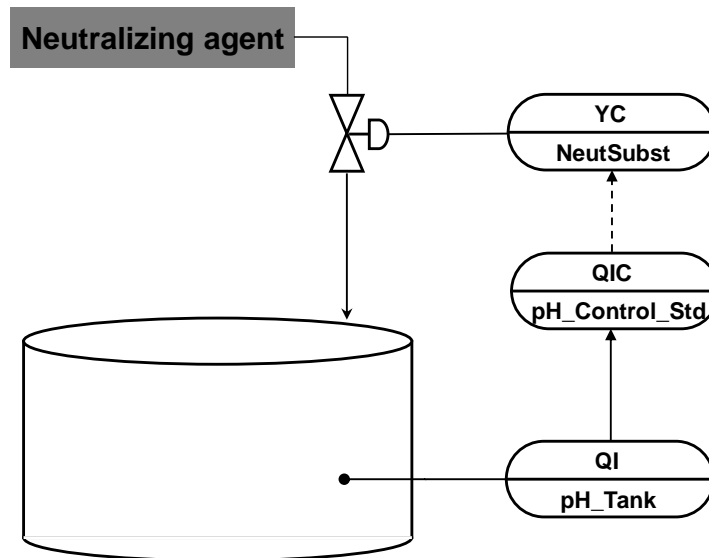 Neutralizing agent
YC
NeutSubst
QIC
pH_Control_Std
QI
pH_Tank